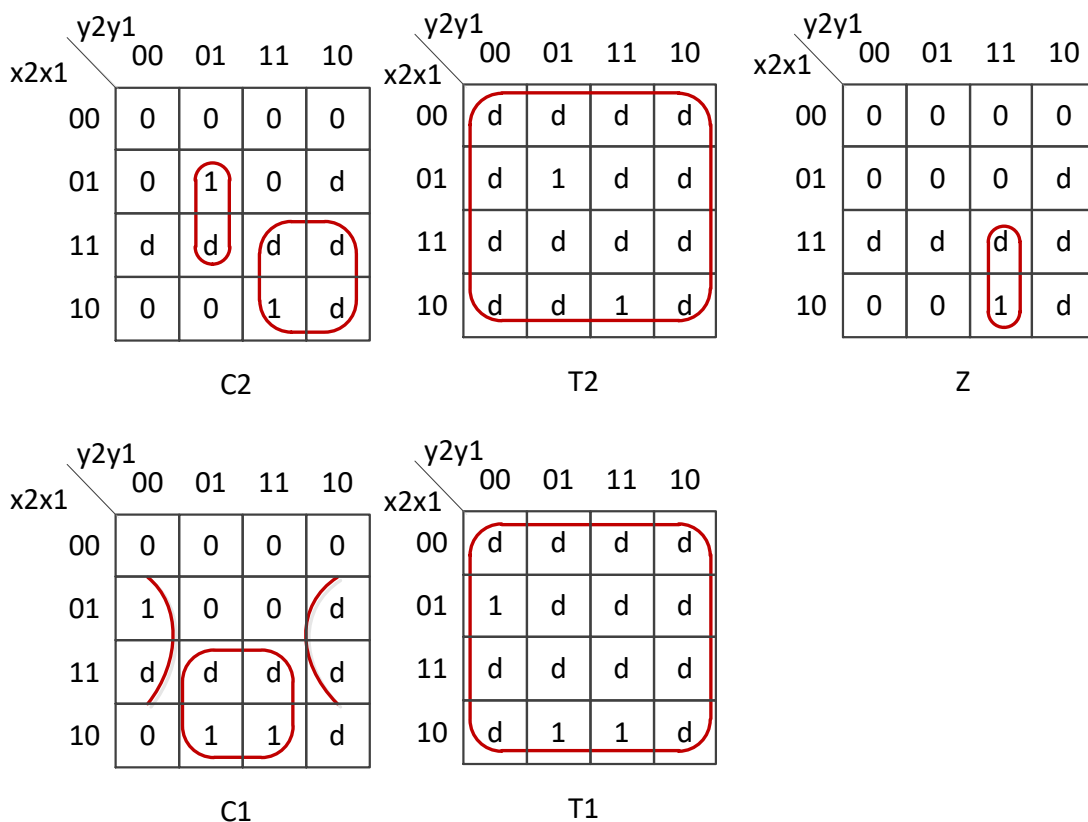 y2y1
x2x1
00 01 11 10
00 0 0 0 0
01 0 1 0 d
11 d d d d
10 0 0 1 d
C2
y2y1
x2x1
00 01 11 10
00 d d d d
01 d 1 d d
11 d d d d
10 d d 1 d
T2
y2y1
x2x1
00 01 11 10
00 0 0 0 0
01 0 0 0 d
11 d d d d
10 0 0 1 d
Z
y2y1
x2x1
00 01 11 10
00 0 0 0 0
01 1 0 0 d
11 d d d d
10 0 1 1 d
C1
y2y1
x2x1
00 01 11 10
00 d d d d
01 1 d d d
11 d d d d
10 d 1 1 d
T1